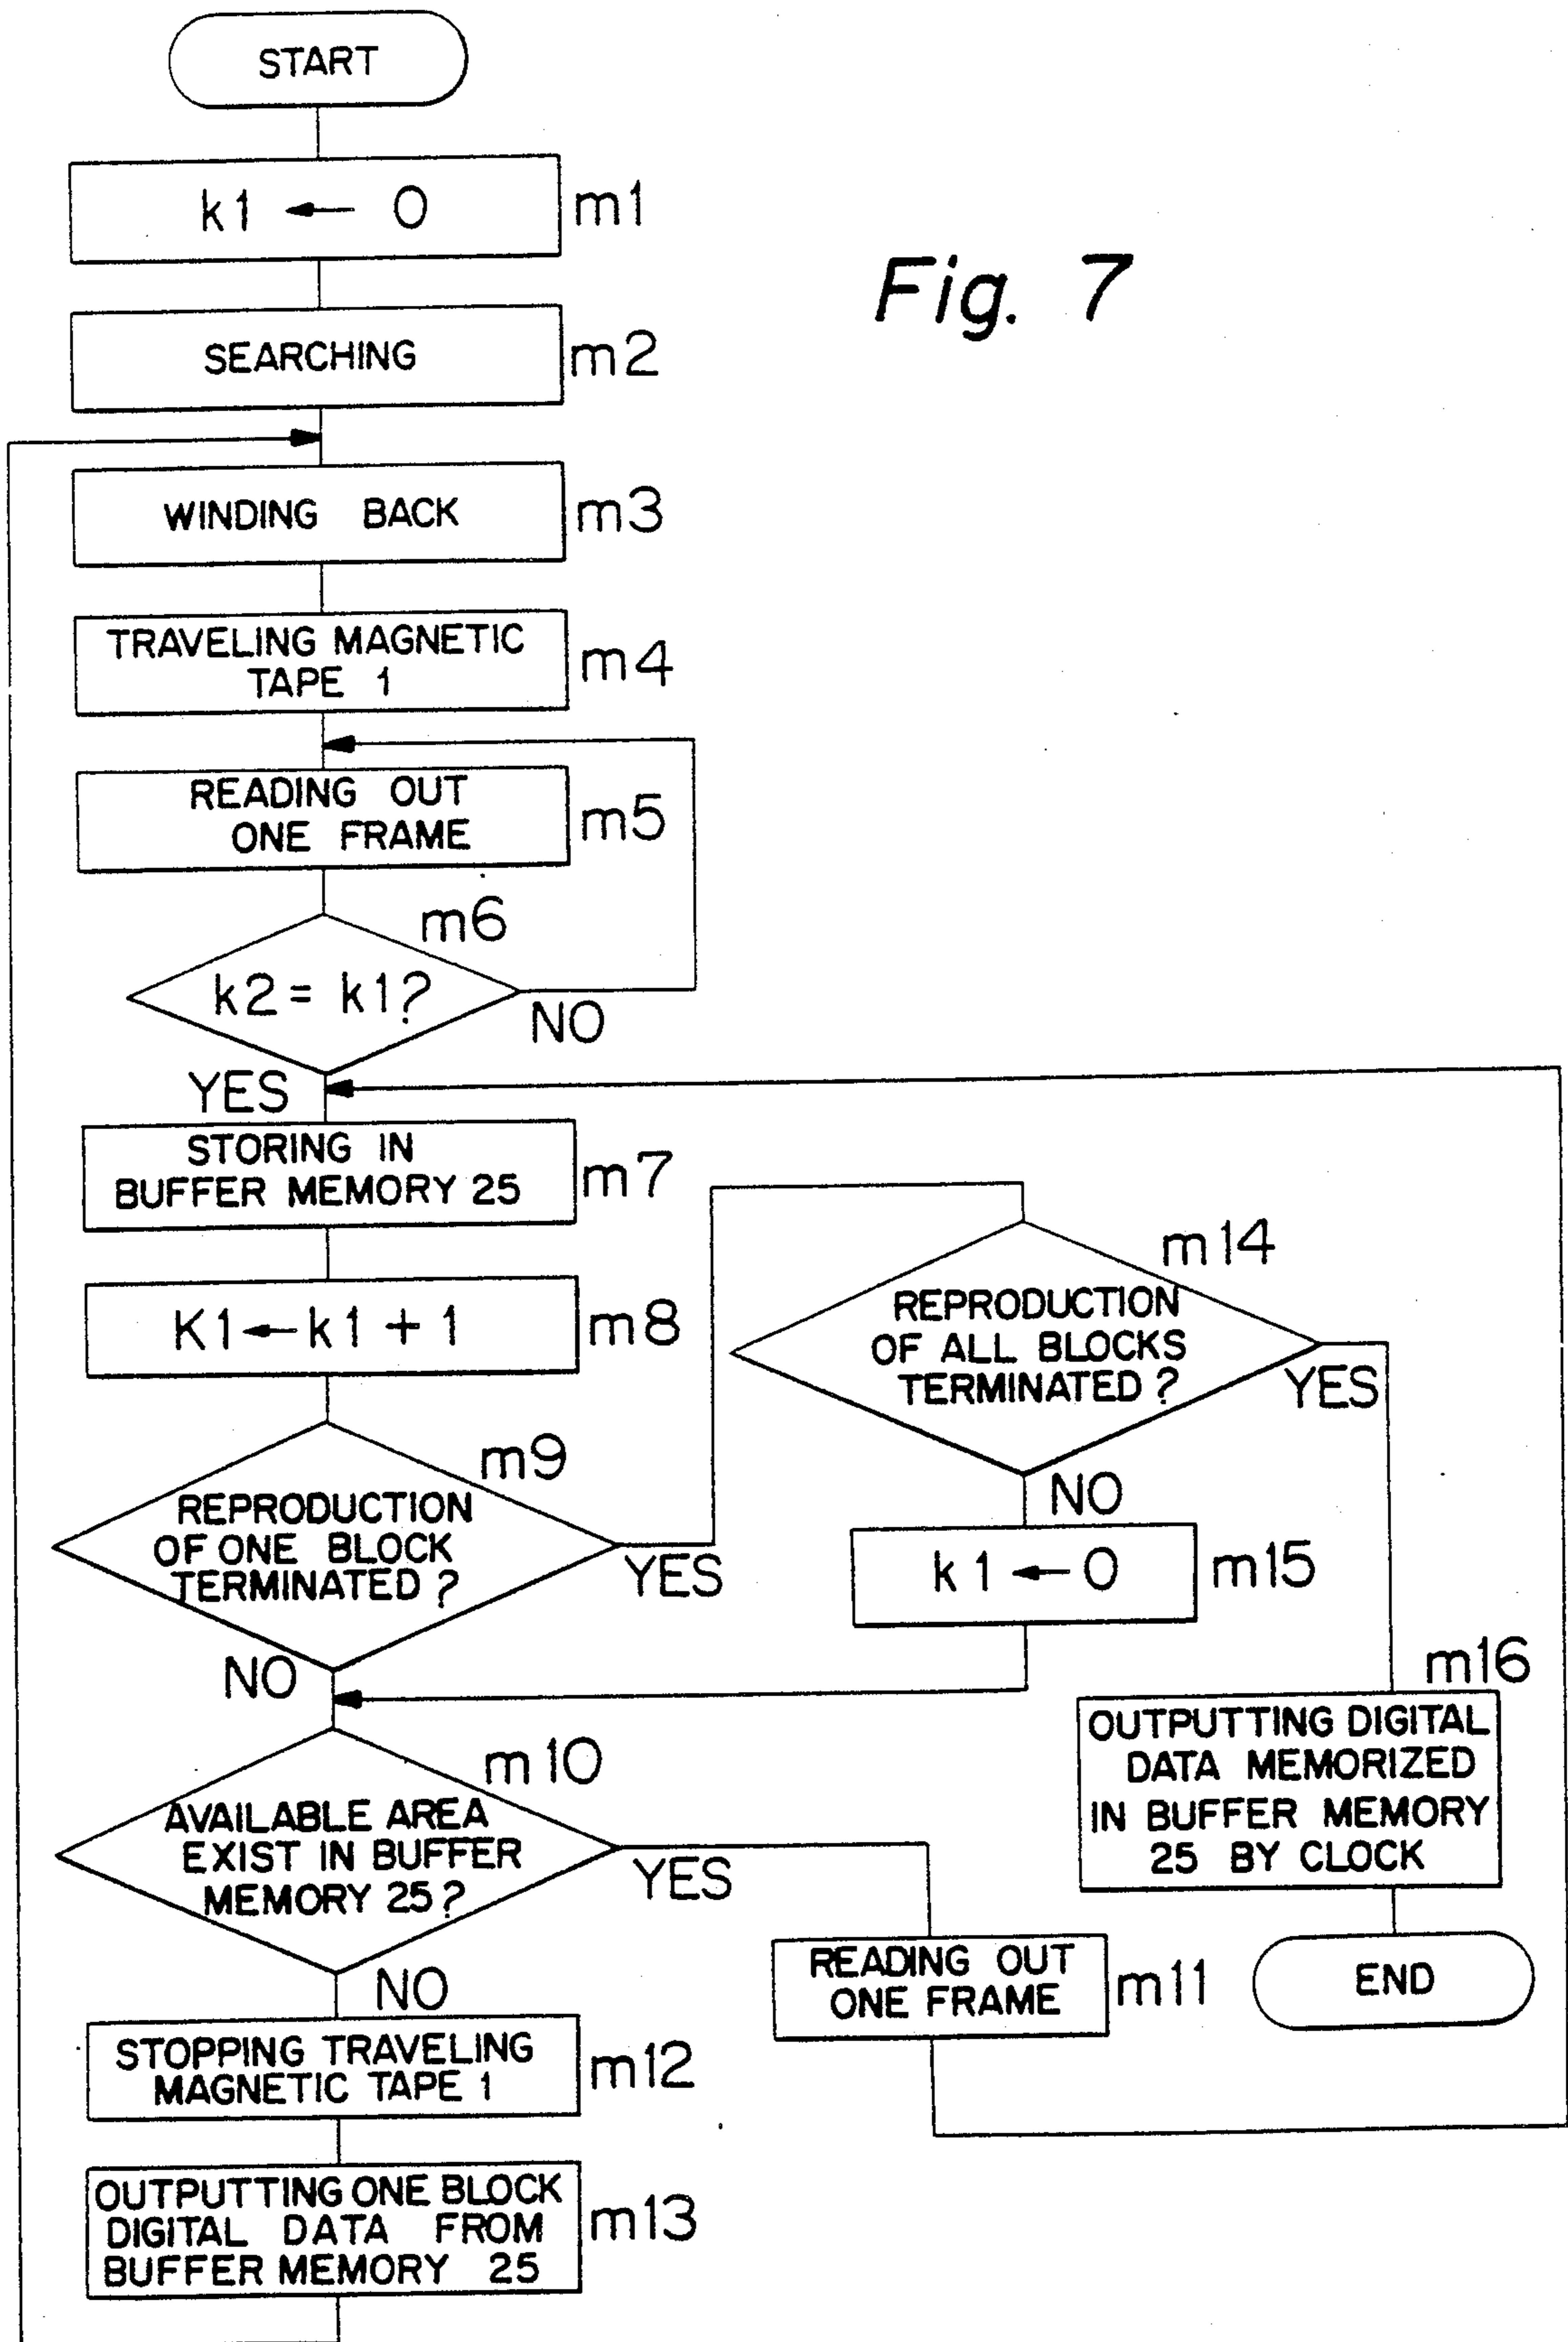 START
k1 ← 0 m1
Fig. 7
SEARCHING m2
WINDING BACK m3
TRAVELING MAGNETIC
TAPE 1
m4
READING OUT
ONE FRAME
m5
m6
k2 = k1?
NO
YES
STORING IN
BUFFER MEMORY 25
m7
K1 ← k1 + 1 m8
m9
REPRODUCTION
OF ONE BLOCK
TERMINATED?
YES
NO
m14
REPRODUCTION
OF ALL BLOCKS
TERMINATED?
YES
NO
k1 ← 0 m15
m10
AVAILABLE AREA
EXIST IN BUFFER
MEMORY 25?
YES
NO
READING OUT
ONE FRAME
m11
m16
OUTPUTTING DIGITAL
DATA MEMORIZED
IN BUFFER MEMORY
25 BY CLOCK
END
STOPPING TRAVELING
MAGNETIC TAPE 1
m12
OUTPUTTING ONE BLOCK
DIGITAL DATA FROM
BUFFER MEMORY 25
m13